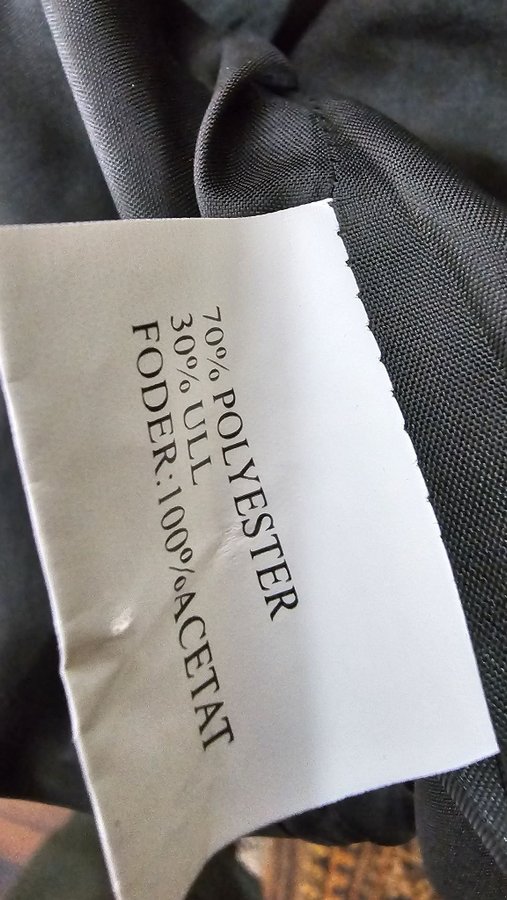 70% POLYESTER
30% ULL
FODER:100%ACETAT